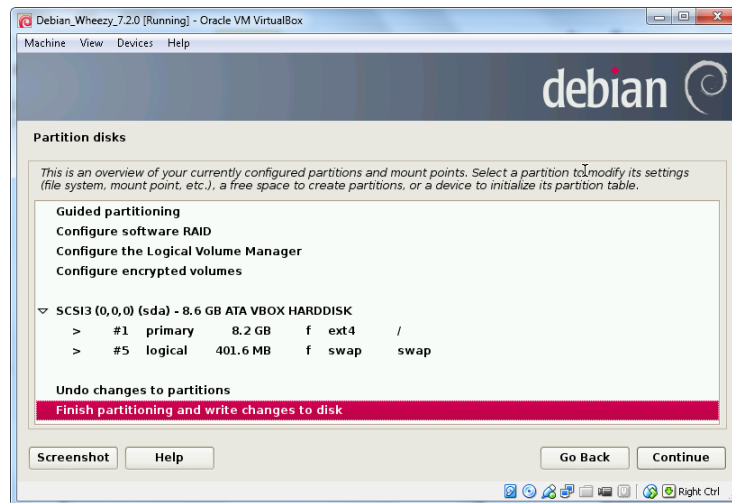 Debian_Wheezy_7.2.0 [Running] - Oracle VM VirtualBox
Machine View Devices Help
debian
Partition disks
This is an overview of your currently configured partitions and mount points. Select a partition to modify its settings
(file system, mount point, etc.), a free space to create partitions, or a device to initialize its partition table.
Guided partitioning
Configure software RAID
Configure the Logical Volume Manager
Configure encrypted volumes
SCSI3 (0,0,0) (sda) - 8.6 GB ATA VBOX HARDDISK
> #1 primary 8.2 GB f ext4 /
> #5 logical 401.6 MB f swap swap
Undo changes to partitions
Finish partitioning and write changes to disk
Screenshot Help Go Back Continue
Right Ctrl